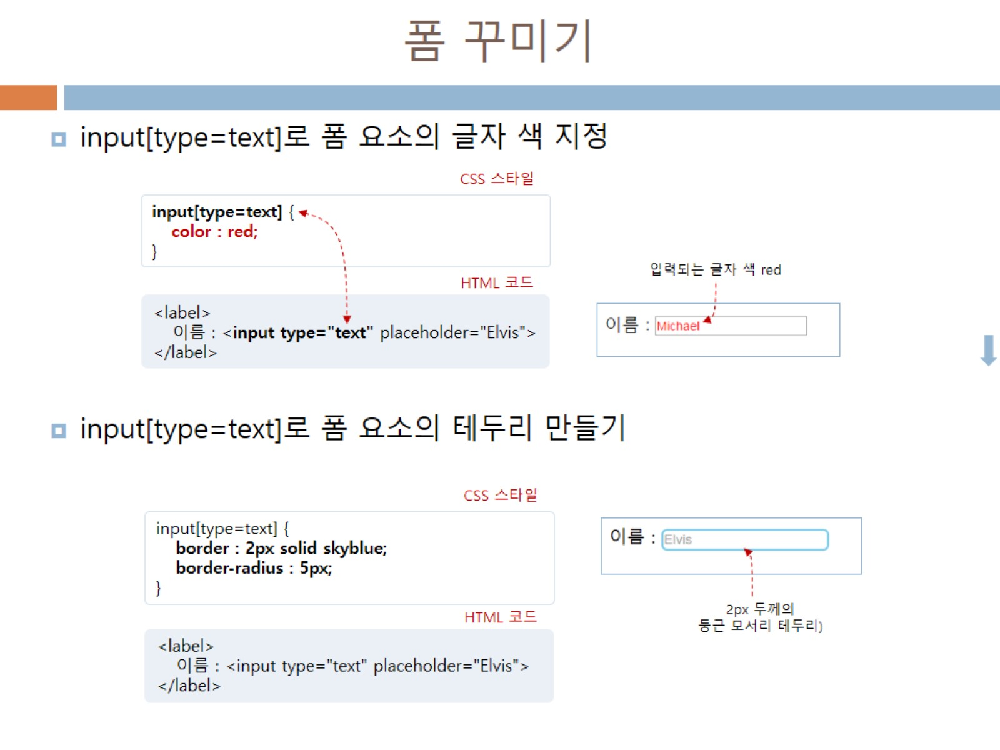 폼 꾸미기
input[type=text]로 폼 요소의 글자 색 지정
CSS 스타일
input[type=text] {
color : red;
}
HTML 코드
<label>
이름 : <input type="text" placeholder="Elvis">
</label>
입력되는 글자 색 red
이름 : Michael
input[type=text]로 폼 요소의 테두리 만들기
CSS 스타일
input[type=text] {
border : 2px solid skyblue;
border-radius : 5px;
}
HTML 코드
<label>
이름 : <input type="text" placeholder="Elvis">
</label>
이름 : Elvis
2px 두께의
둥근 모서리 테두리)